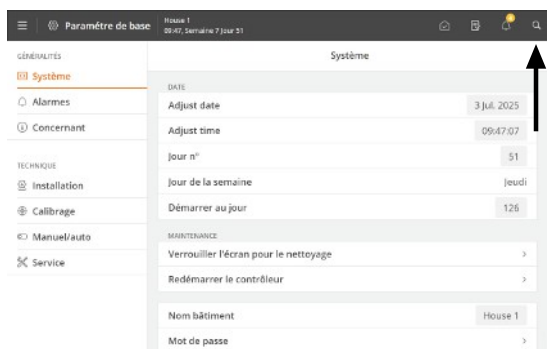 Paramétre de base
House 1
09:47, Semaine 7 Jour 51
GÉNÉRALITÉS
Système
Alarmes
Concernant
TECHNIQUE
Installation
Calibrage
Manuel/auto
Service
Système
DATE
Adjust date 3 Jul. 2025
Adjust time 09:47:07
Jour n° 51
Jour de la semaine Jeudi
Démarrer au jour 126
MAINTENANCE
Verrouiller l'écran pour le nettoyage
Redémarrer le contrôleur
Nom bâtiment House 1
Mot de passe